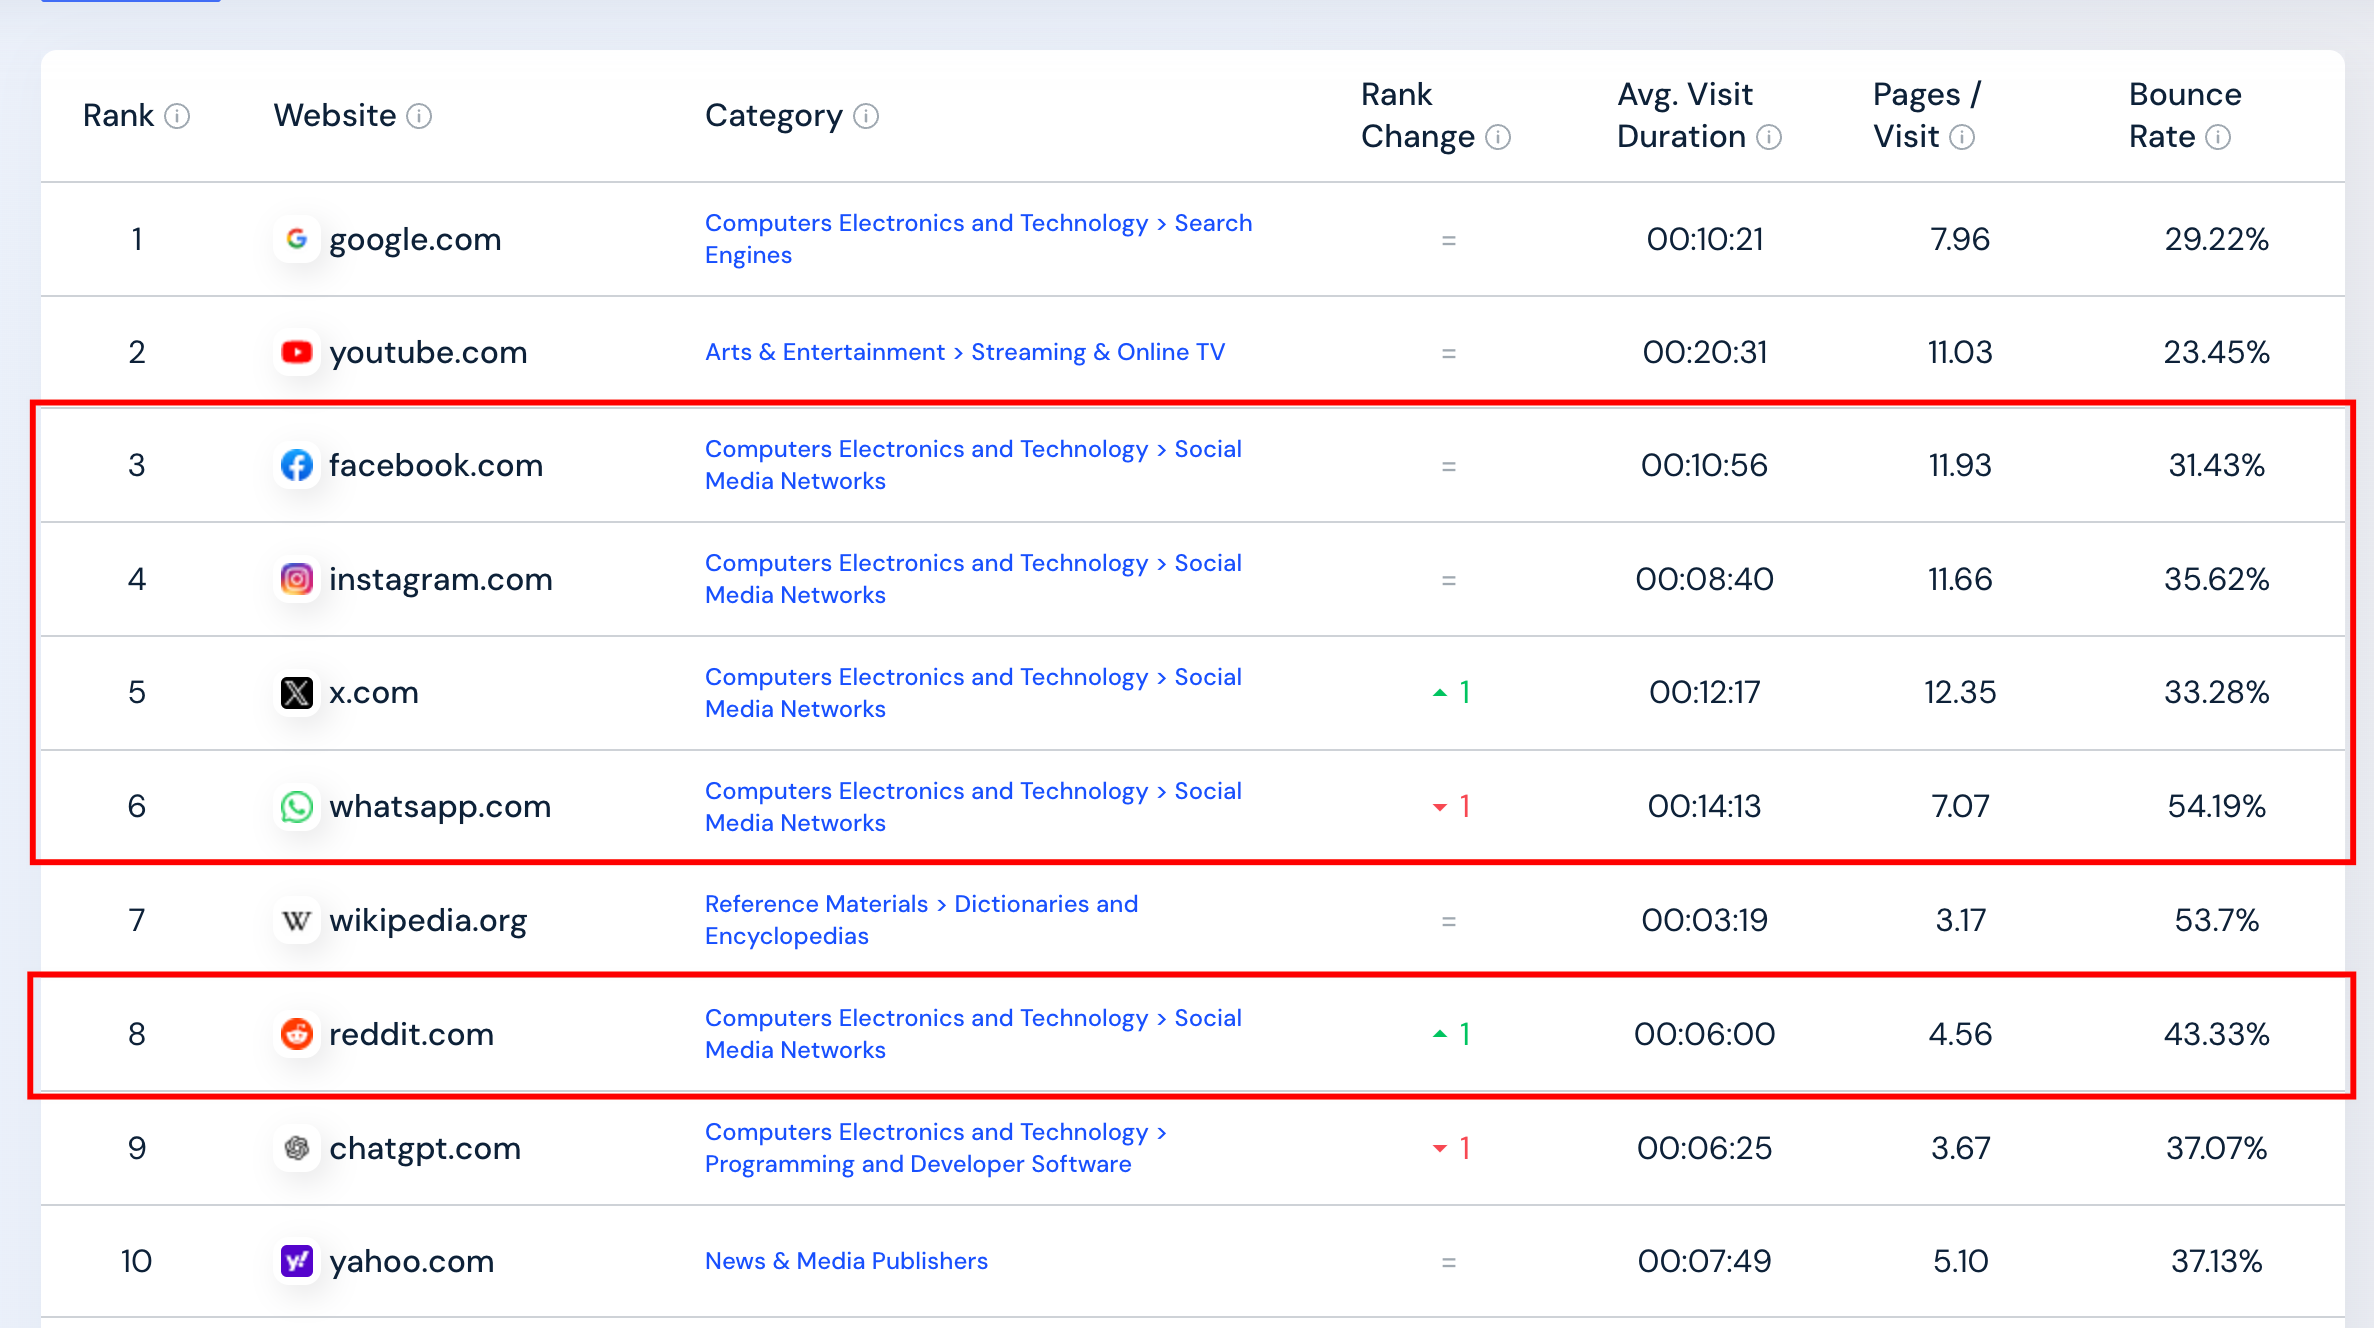 Rank Website Category Rank Change Avg. Visit Duration Pages / Visit Bounce Rate
1 google.com Computers Electronics and Technology > Search Engines = 00:10:21 7.96 29.22%
2 youtube.com Arts & Entertainment > Streaming & Online TV = 00:20:31 11.03 23.45%
3 facebook.com Computers Electronics and Technology > Social Media Networks = 00:10:56 11.93 31.43%
4 instagram.com Computers Electronics and Technology > Social Media Networks = 00:08:40 11.66 35.62%
5 x.com Computers Electronics and Technology > Social Media Networks 1 00:12:17 12.35 33.28%
6 whatsapp.com Computers Electronics and Technology > Social Media Networks 1 00:14:13 7.07 54.19%
7 wikipedia.org Reference Materials > Dictionaries and Encyclopedias = 00:03:19 3.17 53.7%
8 reddit.com Computers Electronics and Technology > Social Media Networks 1 00:06:00 4.56 43.33%
9 chatgpt.com Computers Electronics and Technology > Programming and Developer Software 1 00:06:25 3.67 37.07%
10 yahoo.com News & Media Publishers = 00:07:49 5.10 37.13%